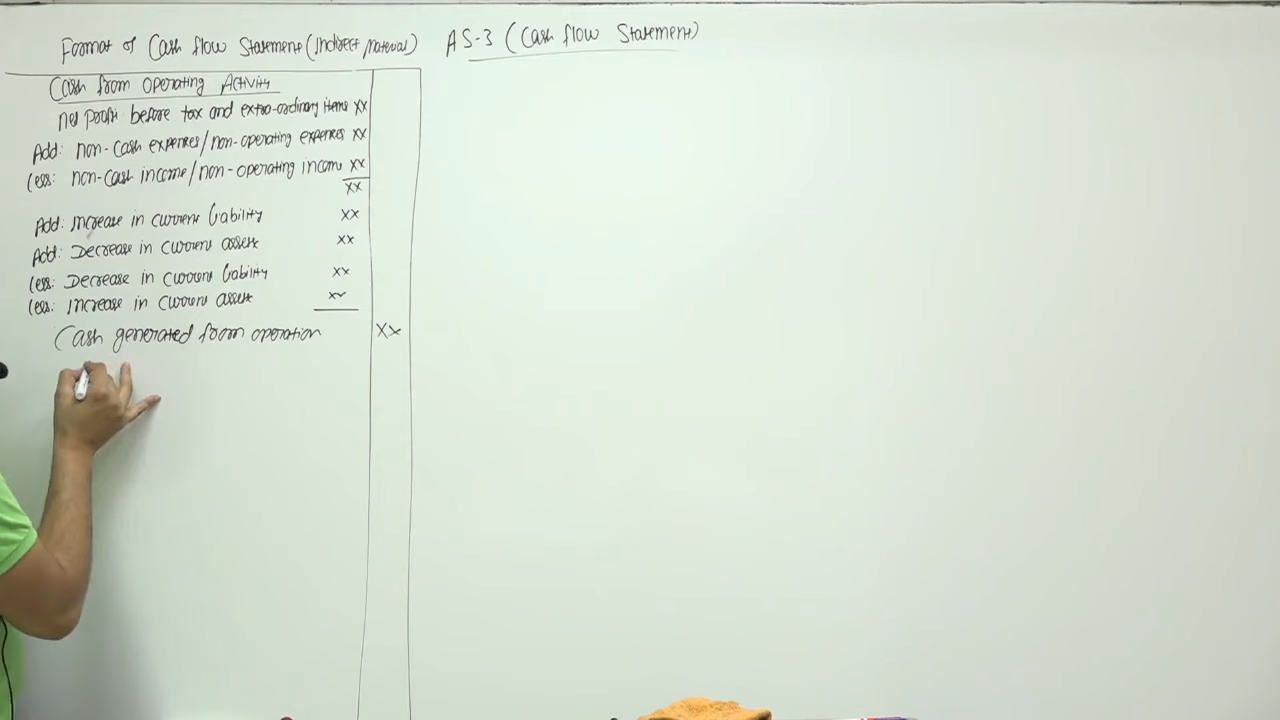 Format of Cash flow Statement (Indirect Material)
AS-3 (Cash flow Statement)
Cash from operating Activity
Net profit before tax and extra-ordinary items XX
Add: non-cash expenses/non-operating expenses XX
Less: non-cash income/non-operating income XX
XX
Add: Increase in current liability XX
Add: Decrease in current assets XX
Less: Decrease in current liability XX
Less: Increase in current assets XX
Cash generated from operation XX